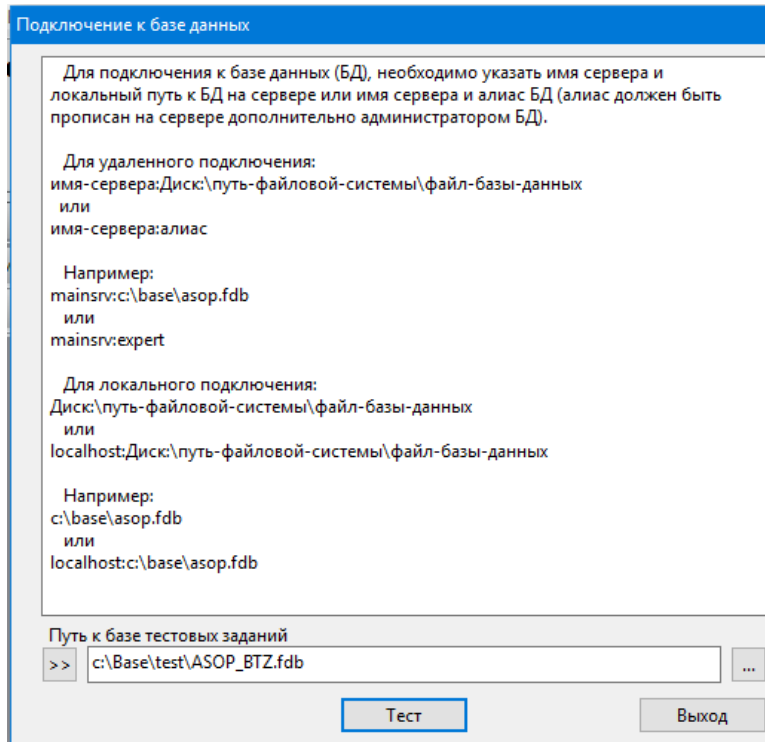 Подключение к базе данных
Для подключения к базе данных (БД), необходимо указать имя сервера и
локальный путь к БД на сервере или имя сервера и алиас БД (алиас должен быть
прописан на сервере дополнительно администратором БД).
Для удаленного подключения:
имя-сервера:Диск:\путь-файловой-системы\файл-базы-данных
или
имя-сервера:алиас
Например:
mainsrv:c:\base\asop.fdb
или
mainsrv:expert
Для локального подключения:
Диск:\путь-файловой-системы\файл-базы-данных
или
localhost:Диск:\путь-файловой-системы\файл-базы-данных
Например:
c:\base\asop.fdb
или
localhost:c:\base\asop.fdb
Путь к базе тестовых заданий
>> c:\Base\test\ASOP_BTZ.fdb ...
Тест Выход